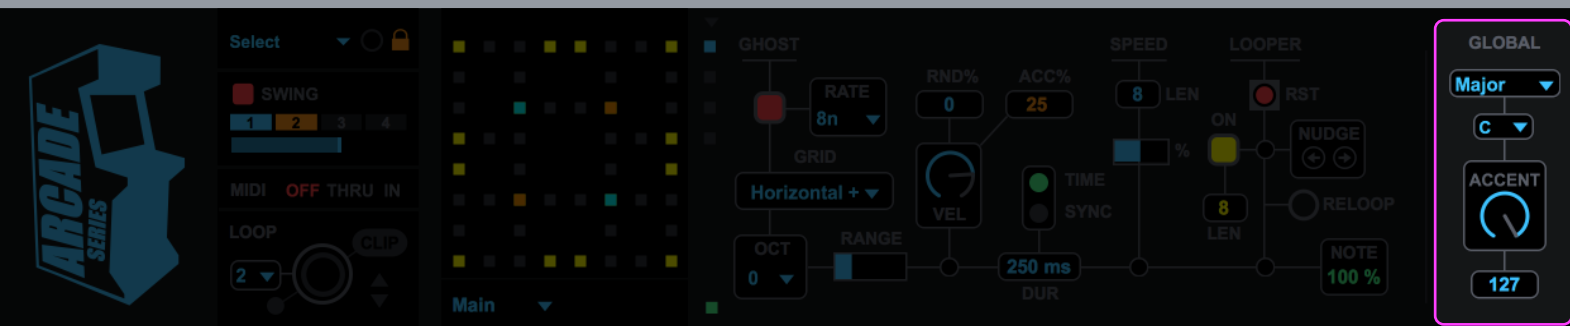 ARCADE
SERIES
Select
SWING
1 2 3 4
MIDI OFF THRU IN
LOOP
CLIP
2
Main
GHOST
RATE
8n
GRID
Horizontal +
OCT
0
RANGE
RND%
0
ACC%
25
VEL
TIME
SYNC
250 ms
DUR
SPEED
8 LEN
%
LOOPER
RST
ON
NUDGE
8
LEN
RELOOP
NOTE
100 %
GLOBAL
Major
C
ACCENT
127